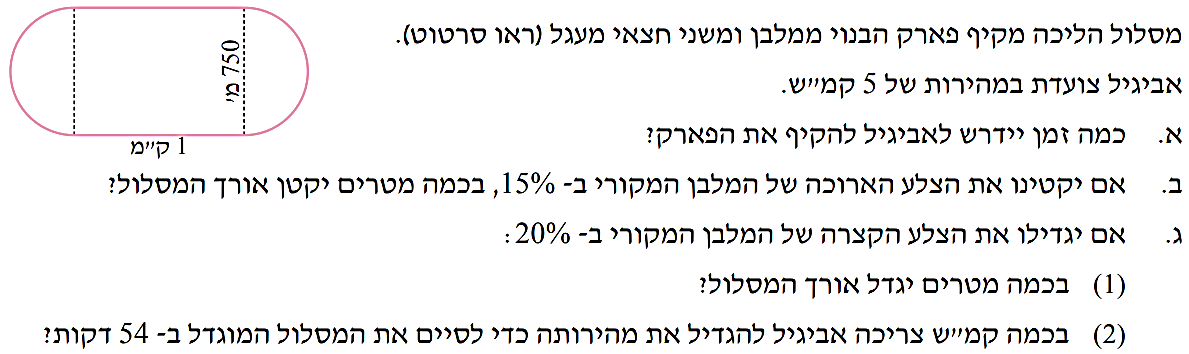 מסלול הליכה מקיף פארק הבנוי ממלבן ומשני חצאי מעגל (ראו סרטוט).
אביגיל צועדת במהירות של 5 קמ״ש.
א. כמה זמן יידרש לאביגיל להקיף את הפארק?
ב. אם יקטינו את הצלע הארוכה של המלבן המקורי ב- 15%, בכמה מטרים יקטן אורך המסלול?
ג. אם יגדילו את הצלע הקצרה של המלבן המקורי ב- 20%:
(1) בכמה מטרים יגדל אורך המסלול?
(2) בכמה קמ״ש צריכה אביגיל להגדיל את מהירותה כדי לסיים את המסלול המוגדל ב- 54 דקות?
750 מ׳
1 ק״מ